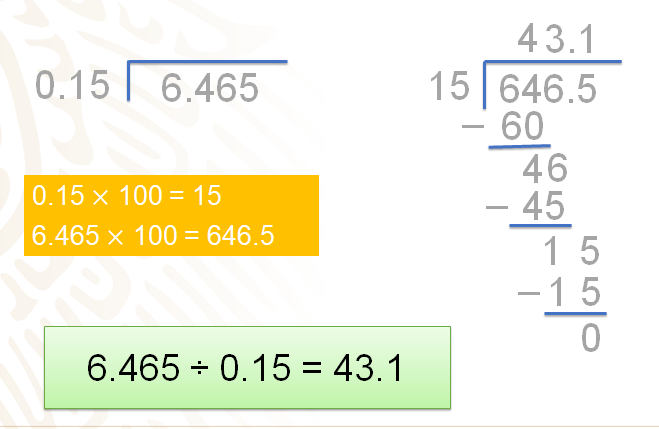 0.15 6.465
0.15 × 100 = 15
6.465 × 100 = 646.5
43.1
15 646.5
– 60
46
– 45
1 5
– 1 5
0
6.465 ÷ 0.15 = 43.1